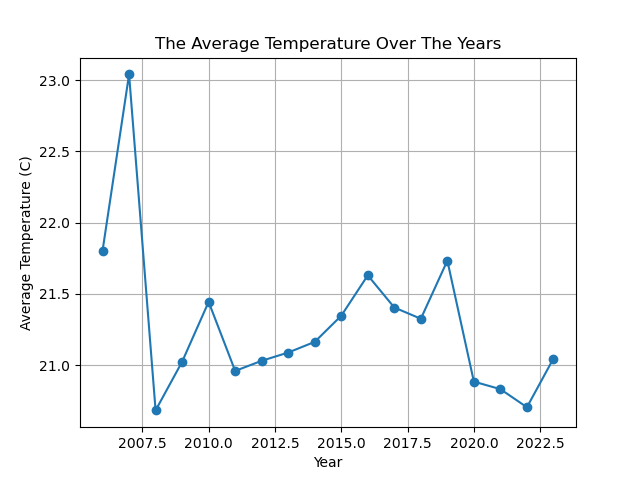 The Average Temperature Over The Years
23.0
22.5
22.0
21.5
21.0
Average Temperature (C)
2007.5 2010.0 2012.5 2015.0 2017.5 2020.0 2022.5
Year